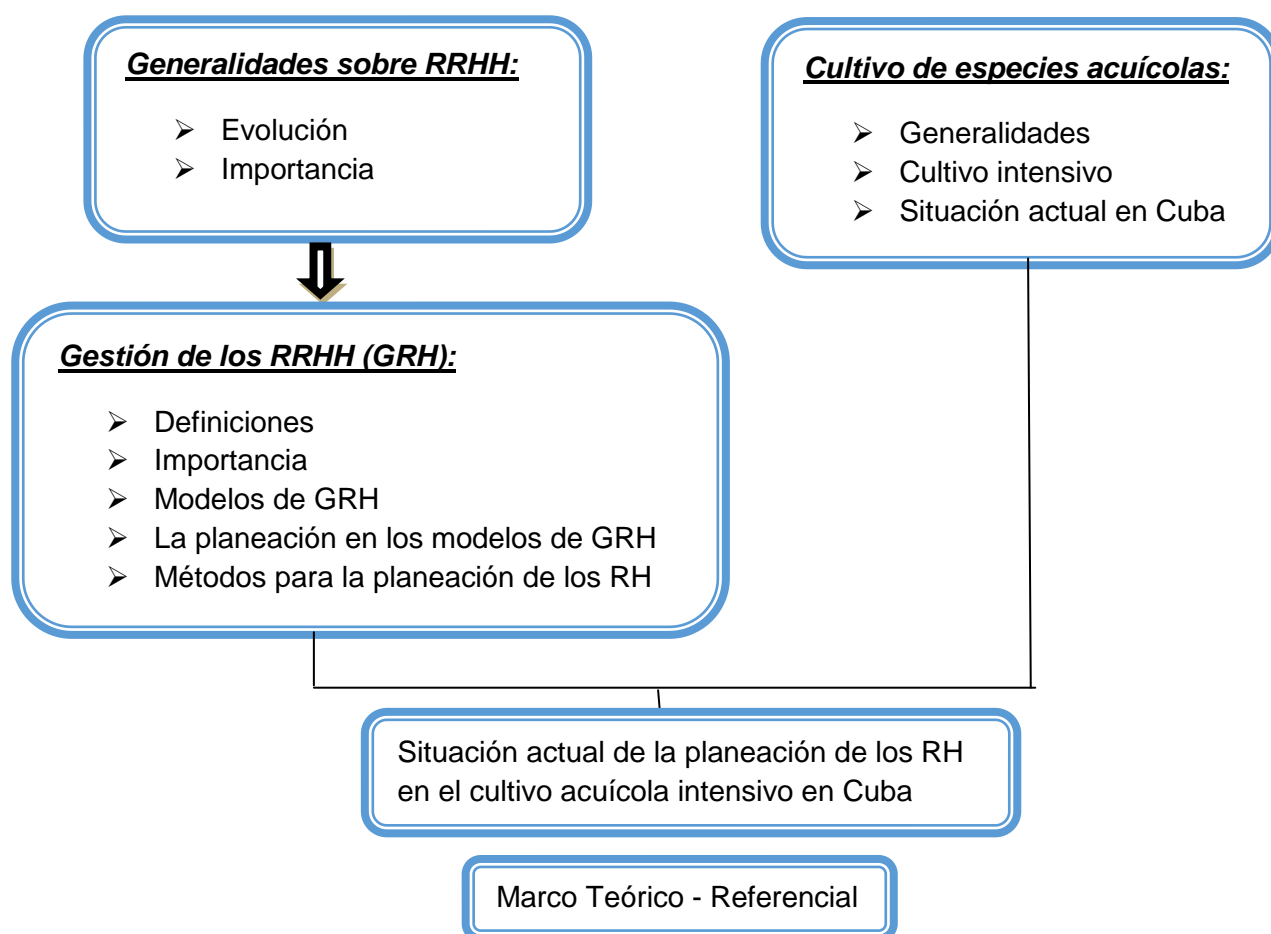 Generalidades sobre RRHH:
➢ Evolución
➢ Importancia
Cultivo de especies acuícolas:
➢ Generalidades
➢ Cultivo intensivo
➢ Situación actual en Cuba
Gestión de los RRHH (GRH):
➢ Definiciones
➢ Importancia
➢ Modelos de GRH
➢ La planeación en los modelos de GRH
➢ Métodos para la planeación de los RH
Situación actual de la planeación de los RH
en el cultivo acuícola intensivo en Cuba
Marco Teórico - Referencial